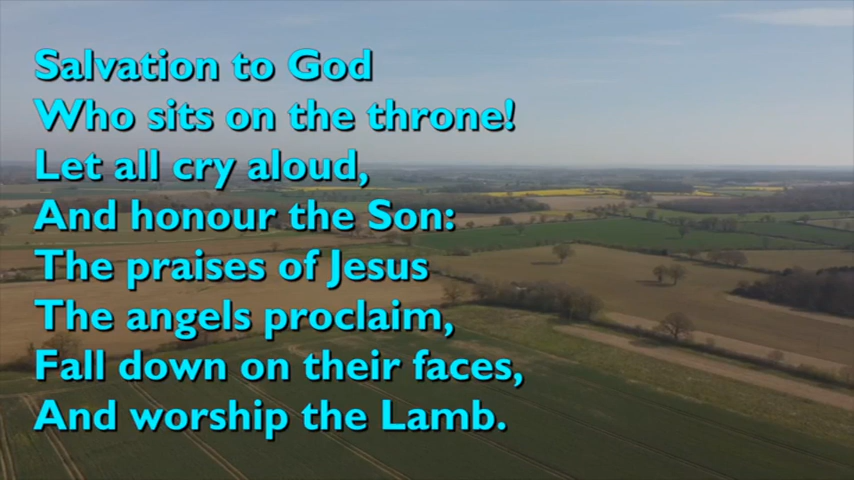 Salvation to God
Who sits on the throne!
Let all cry aloud,
And honour the Son:
The praises of Jesus
The angels proclaim,
Fall down on their faces,
And worship the Lamb.